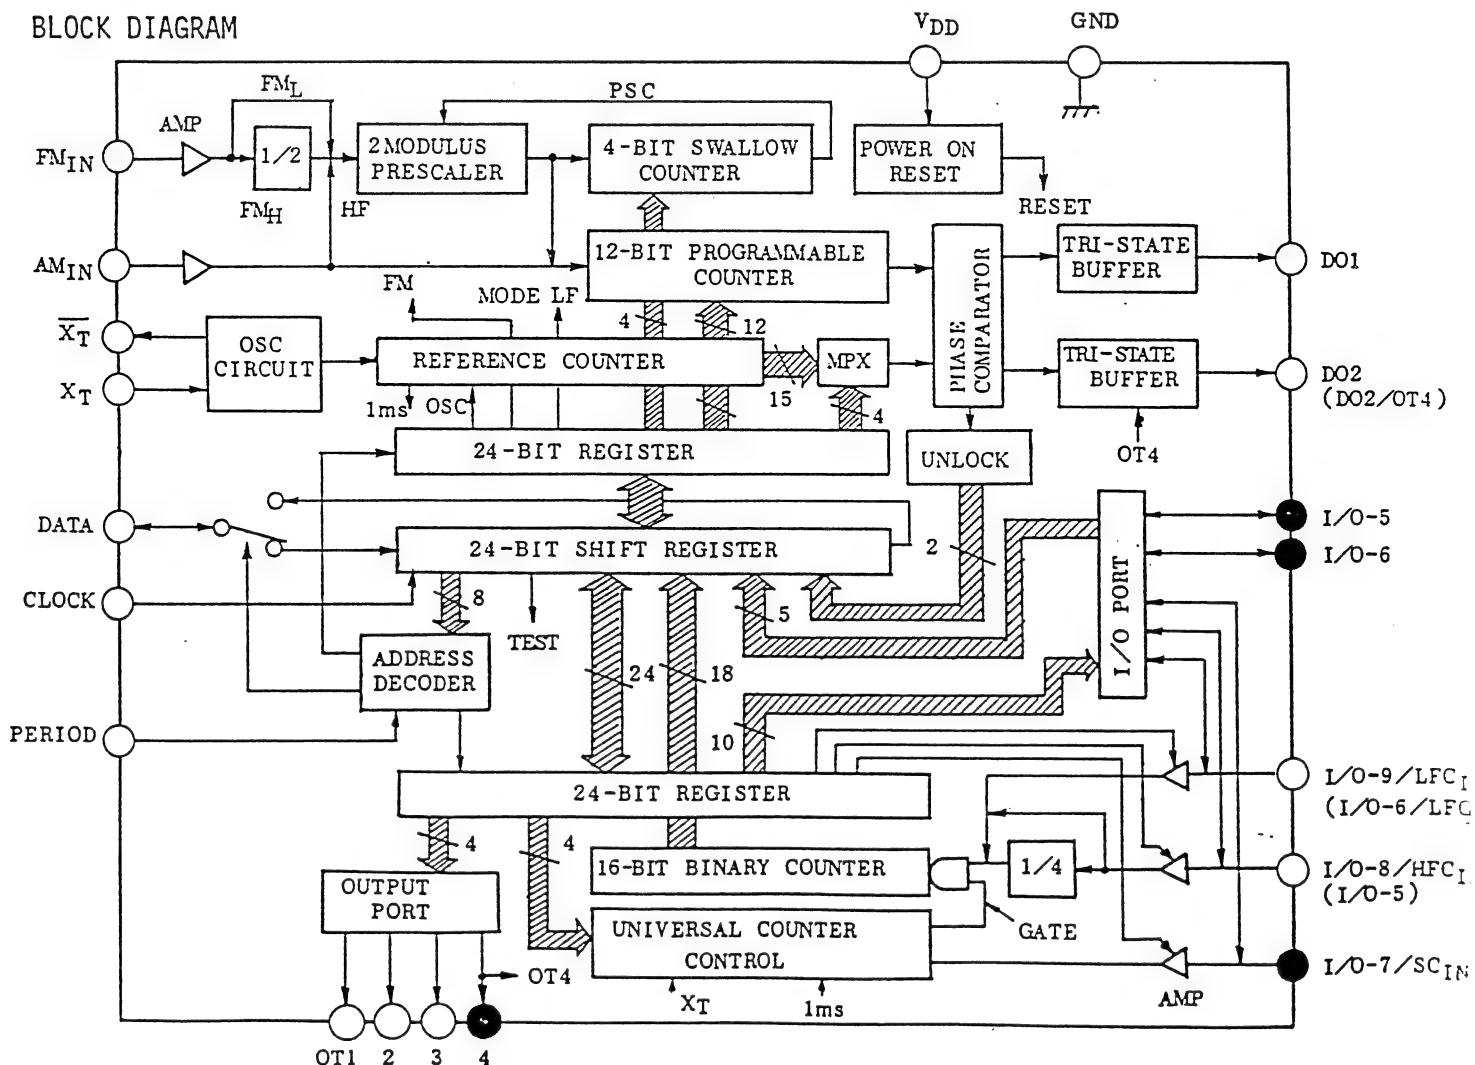 BLOCK DIAGRAM
VDD
GND
FML
PSC
AMP
FMIN
1/2
2 MODULUS
PRESCALER
4-BIT SWALLOW
COUNTER
POWER ON
RESET
FMH
HF
RESET
AMIN
12-BIT PROGRAMMABLE
COUNTER
PHASE
COMPARATOR
TRI-STATE
BUFFER
DO1
FM
MODE LF
4
12
XT
OSC
CIRCUIT
REFERENCE COUNTER
MPX
TRI-STATE
BUFFER
DO2
(DO2/OT4)
XT
1ms
OSC
15
4
OT4
24-BIT REGISTER
UNLOCK
DATA
24-BIT SHIFT REGISTER
2
I/O-5
I/O-6
I/O PORT
CLOCK
8
TEST
5
ADDRESS
DECODER
24
18
PERIOD
10
24-BIT REGISTER
I/O-9/LFCI
(I/O-6/LFC
4
4
16-BIT BINARY COUNTER
1/4
I/O-8/HFCI
(I/O-5)
OUTPUT
PORT
UNIVERSAL COUNTER
CONTROL
GATE
OT4
I/O-7/SCIN
AMP
XT
1ms
OT1
2
3
4